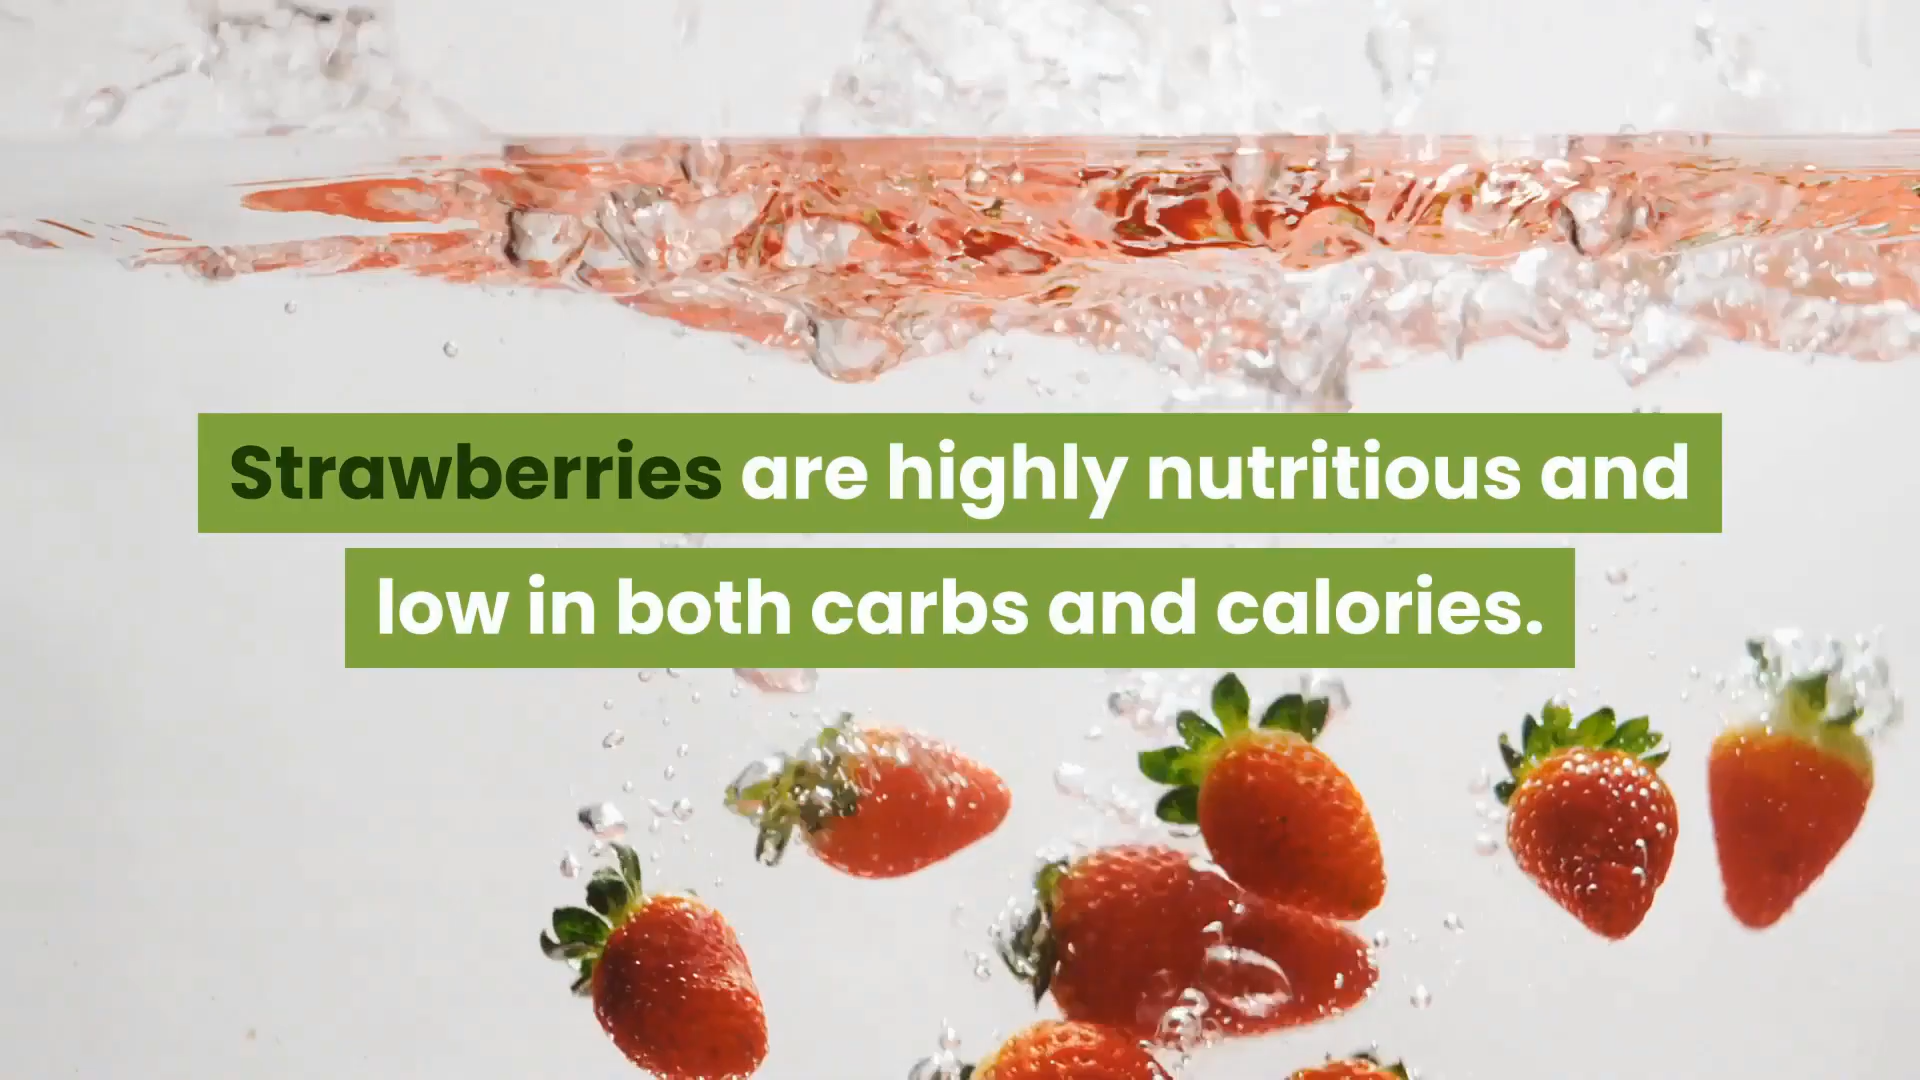 Strawberries are highly nutritious and
low in both carbs and calories.